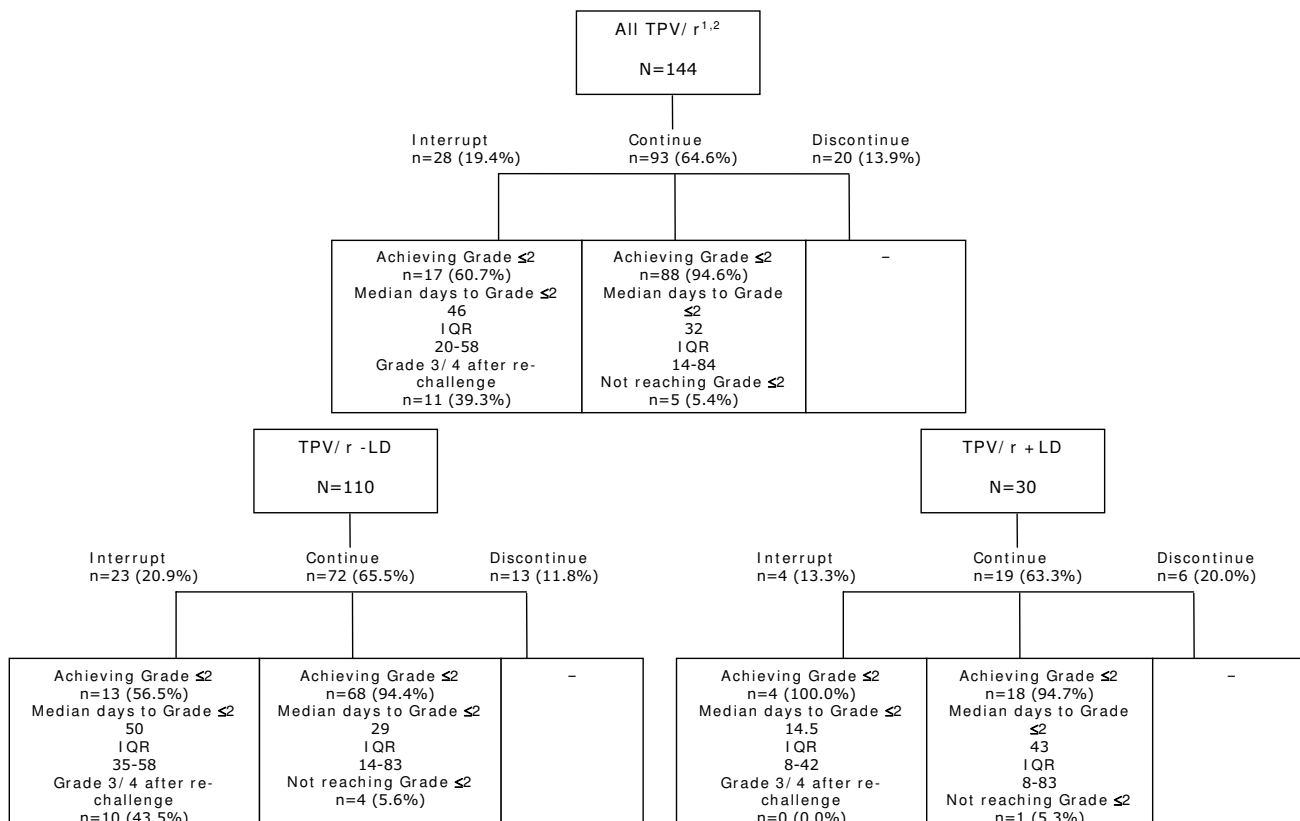 All TPV/ r1,2
N=144
Interrupt
n=28 (19.4%)
Continue
n=93 (64.6%)
Discontinue
n=20 (13.9%)
Achieving Grade ≤2
n=17 (60.7%)
Median days to Grade ≤2
46
IQR
20-58
Grade 3/ 4 after re-
challenge
n=11 (39.3%)
Achieving Grade ≤2
n=88 (94.6%)
Median days to Grade
≤2
32
IQR
14-84
Not reaching Grade ≤2
n=5 (5.4%)
–
TPV/ r -LD
N=110
Interrupt
n=23 (20.9%)
Continue
n=72 (65.5%)
Discontinue
n=13 (11.8%)
Achieving Grade ≤2
n=13 (56.5%)
Median days to Grade ≤2
50
IQR
35-58
Grade 3/ 4 after re-
challenge
n=10 (43.5%)
Achieving Grade ≤2
n=68 (94.4%)
Median days to Grade ≤2
29
IQR
14-83
Not reaching Grade ≤2
n=4 (5.6%)
–
TPV/ r +LD
N=30
Interrupt
n=4 (13.3%)
Continue
n=19 (63.3%)
Discontinue
n=6 (20.0%)
Achieving Grade ≤2
n=4 (100.0%)
Median days to Grade ≤2
14.5
IQR
8-42
Grade 3/ 4 after re-
challenge
n=0 (0.0%)
Achieving Grade ≤2
n=18 (94.7%)
Median days to Grade
≤2
43
IQR
8-83
Not reaching Grade ≤2
n=1 (5.3%)
–